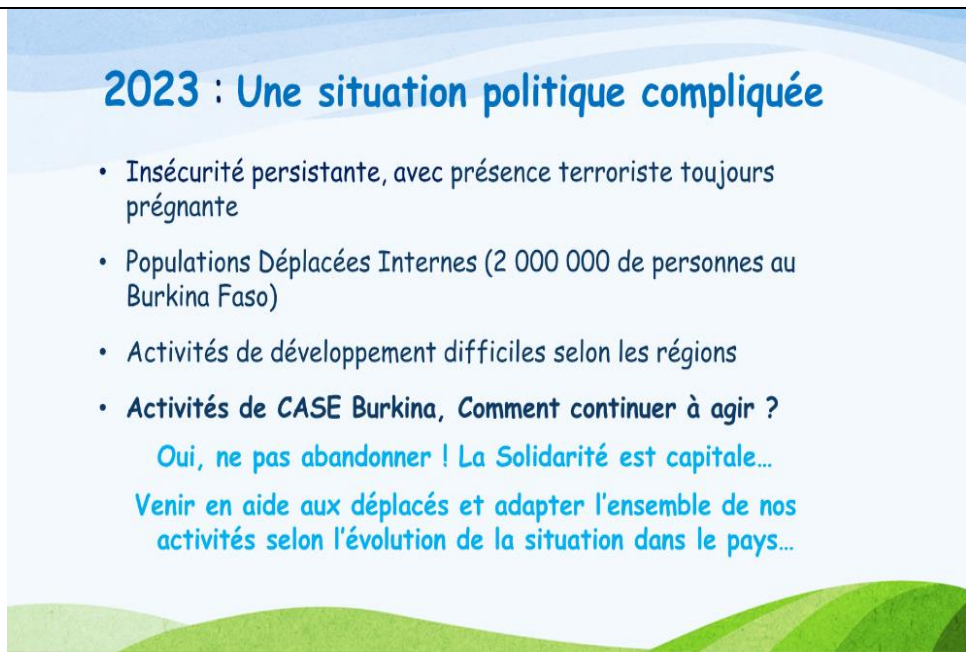 2023 : Une situation politique compliquée
• Insécurité persistante, avec présence terroriste toujours
prégnante
• Populations Déplacées Internes (2 000 000 de personnes au
Burkina Faso)
• Activités de développement difficiles selon les régions
• Activités de CASE Burkina, Comment continuer à agir ?
Oui, ne pas abandonner ! La Solidarité est capitale…
Venir en aide aux déplacés et adapter l’ensemble de nos
activités selon l’évolution de la situation dans le pays…